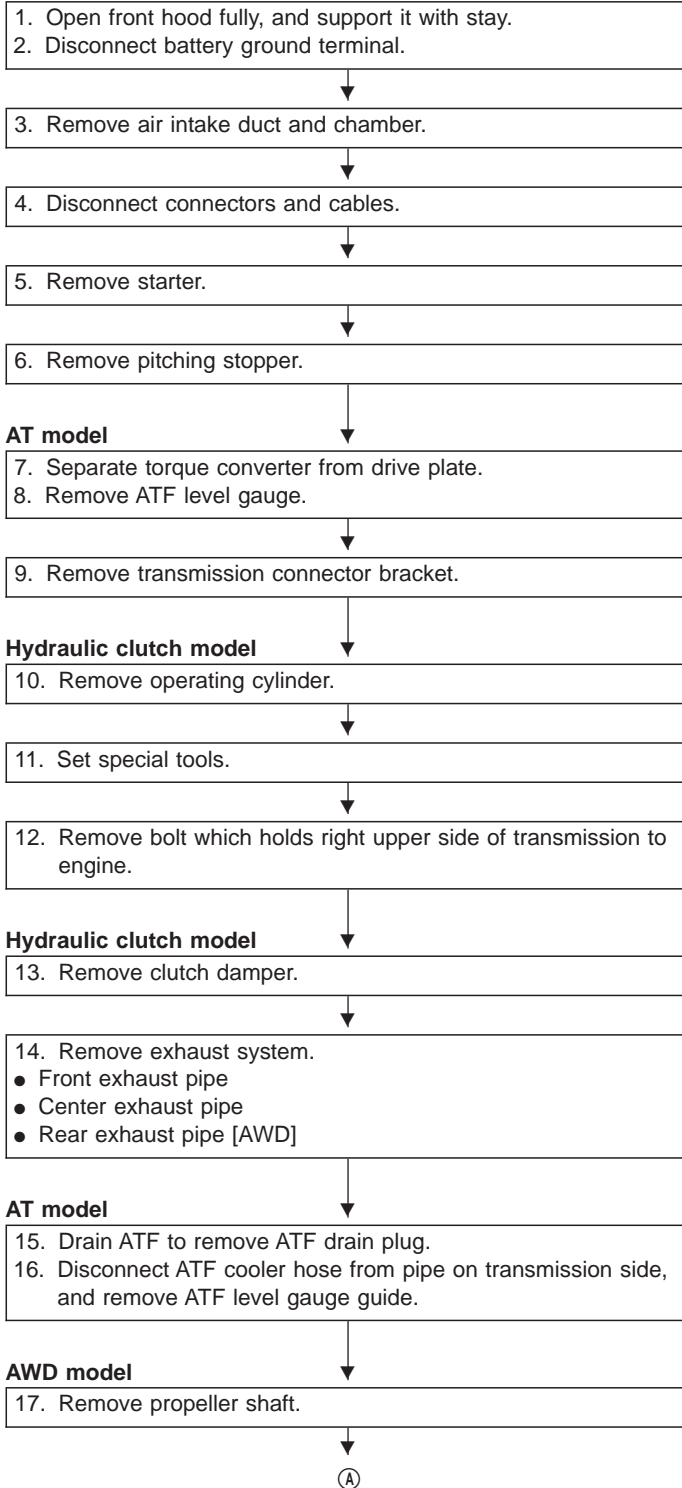 1. Open front hood fully, and support it with stay.
2. Disconnect battery ground terminal.
3. Remove air intake duct and chamber.
4. Disconnect connectors and cables.
5. Remove starter.
6. Remove pitching stopper.
AT model
7. Separate torque converter from drive plate.
8. Remove ATF level gauge.
9. Remove transmission connector bracket.
Hydraulic clutch model
10. Remove operating cylinder.
11. Set special tools.
12. Remove bolt which holds right upper side of transmission to
engine.
Hydraulic clutch model
13. Remove clutch damper.
14. Remove exhaust system.
● Front exhaust pipe
● Center exhaust pipe
● Rear exhaust pipe [AWD]
AT model
15. Drain ATF to remove ATF drain plug.
16. Disconnect ATF cooler hose from pipe on transmission side,
and remove ATF level gauge guide.
AWD model
17. Remove propeller shaft.
Ⓐ